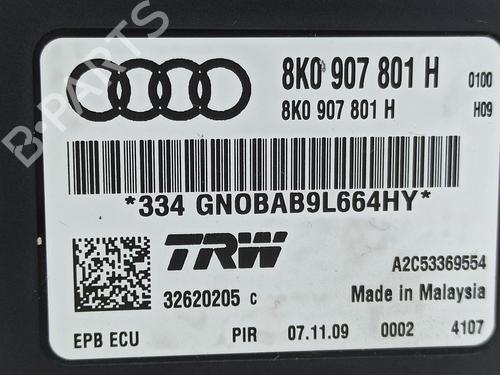 B-PARTS
8K0 907 801 H 0100
8K0 907 801 H H09
*334 GNOBAB9L664HY*
TRW A2C53369554
32620205 C Made in Malaysia
EPB ECU PIR 07.11.09 0002 4107